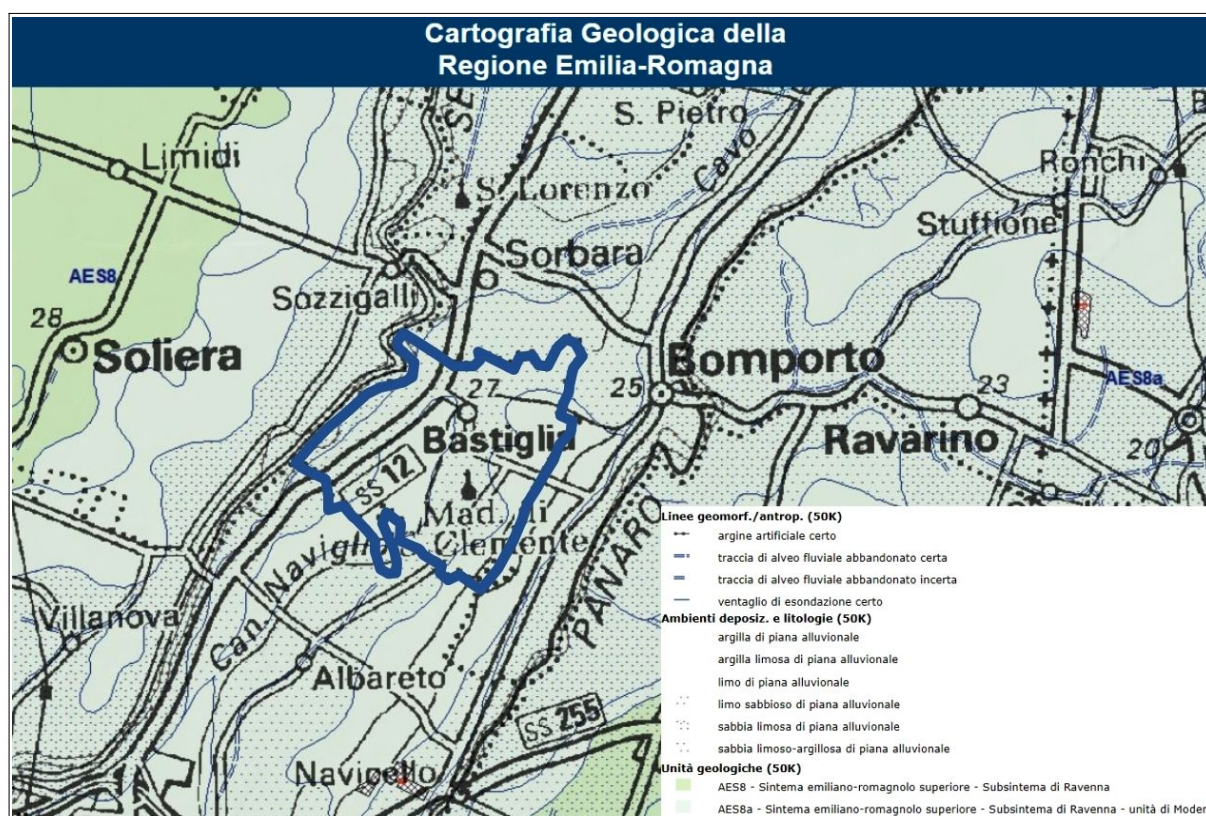 Cartografia Geologica della
Regione Emilia-Romagna
S. Pietro
Cavo
Limidi
Ronchi
S. Lorenzo
Stuffione
Sorbara
AES8
Sozzigalli
28
Soliera
Bomporto
27
25
23
AES8a
Bastiglia
Ravarino
20
SS 12
Mad. di
Clemente
PANARO
Can. Naviglio
Villanova
Albareto
SS 255
Navicello
Linee geomorf./antrop. (50K)
argine artificiale certo
traccia di alveo fluviale abbandonato certa
traccia di alveo fluviale abbandonato incerta
ventaglio di esondazione certo
Ambienti deposiz. e litologie (50K)
argilla di piana alluvionale
argilla limosa di piana alluvionale
limo di piana alluvionale
limo sabbioso di piana alluvionale
sabbia limosa di piana alluvionale
sabbia limoso-argillosa di piana alluvionale
Unità geologiche (50K)
AES8 - Sintema emiliano-romagnolo superiore - Subsintema di Ravenna
AES8a - Sintema emiliano-romagnolo superiore - Subsintema di Ravenna - unità di Moder